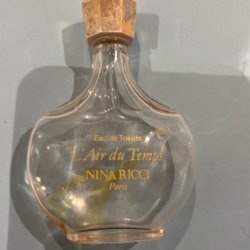 Eau de Toilette
L'Air du Temps
NINA RICCI
Paris